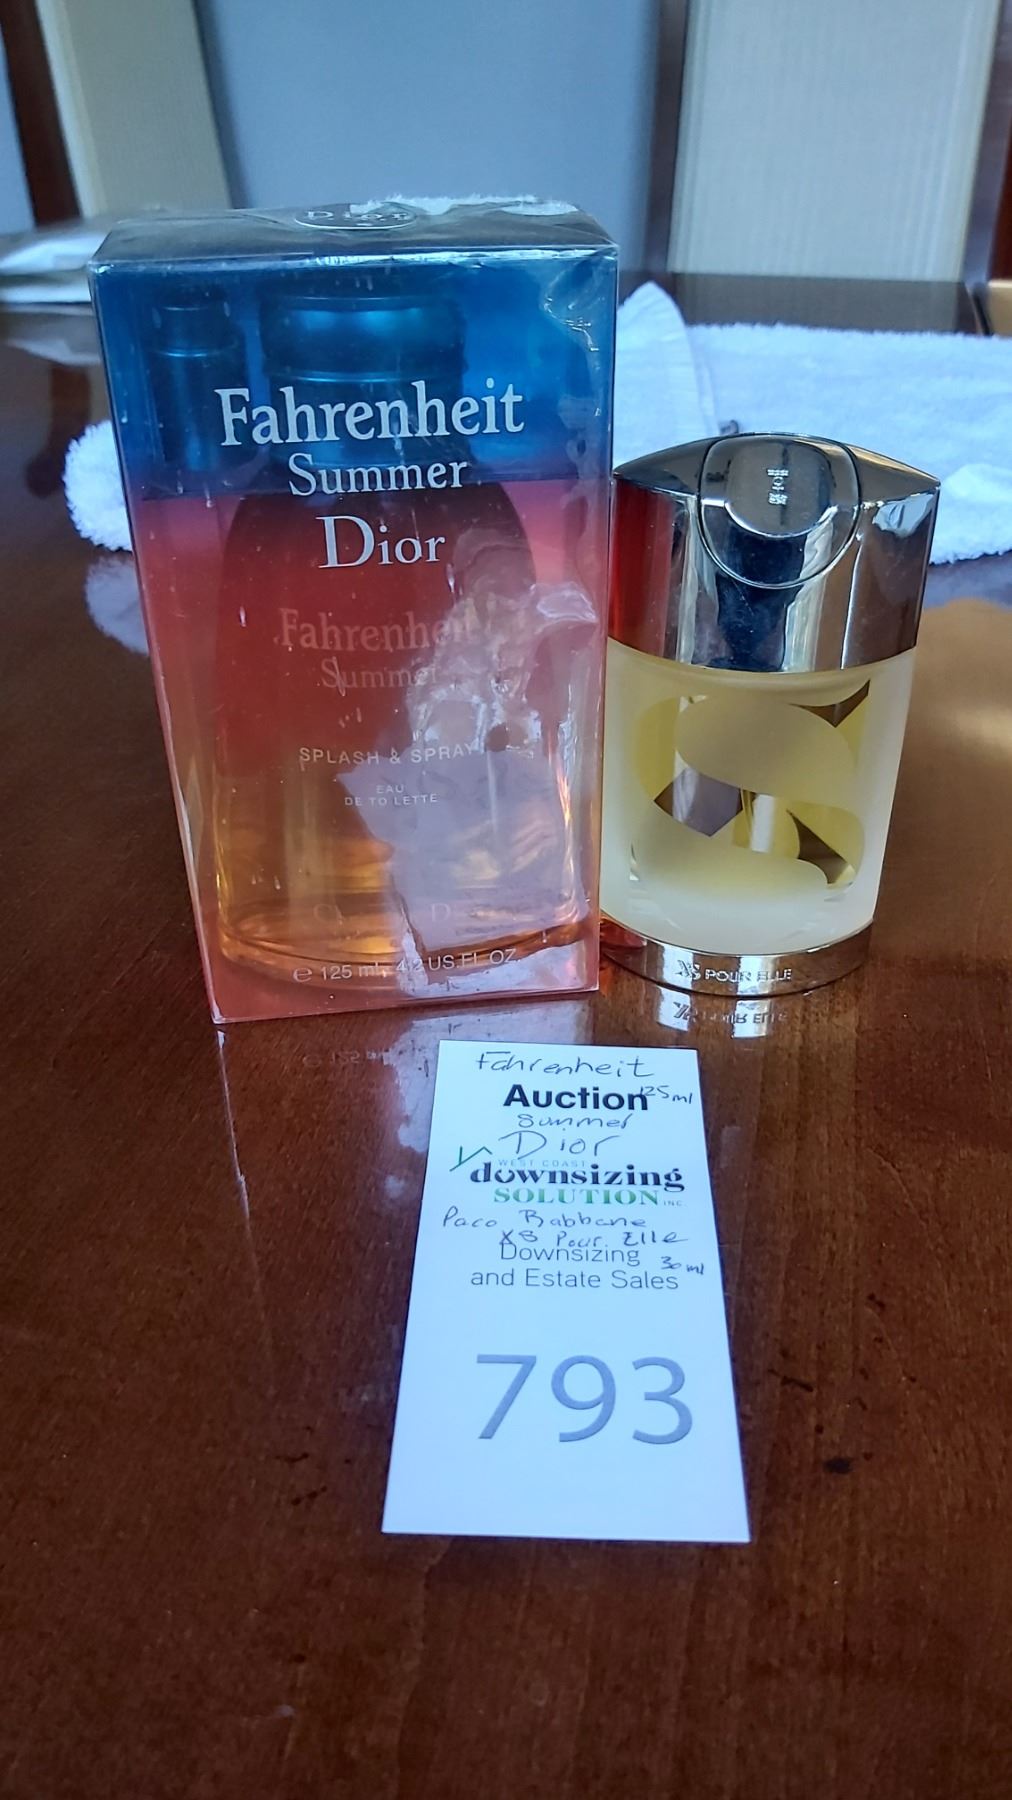 Dior
Fahrenheit
Summer
Dior
Fahrenheit
Summer
SPLASH & SPRAY
EAU
DE TOILETTE
e 125 ml, 4.2 US.FL OZ.
XS POUR ELLE
Fahrenheit
Auction 125ml
Summer
Dior
WEST COAST
downsizing
SOLUTION INC.
Paco Rabbane
XS Pour Elle
Downsizing 30 ml
and Estate Sales
793